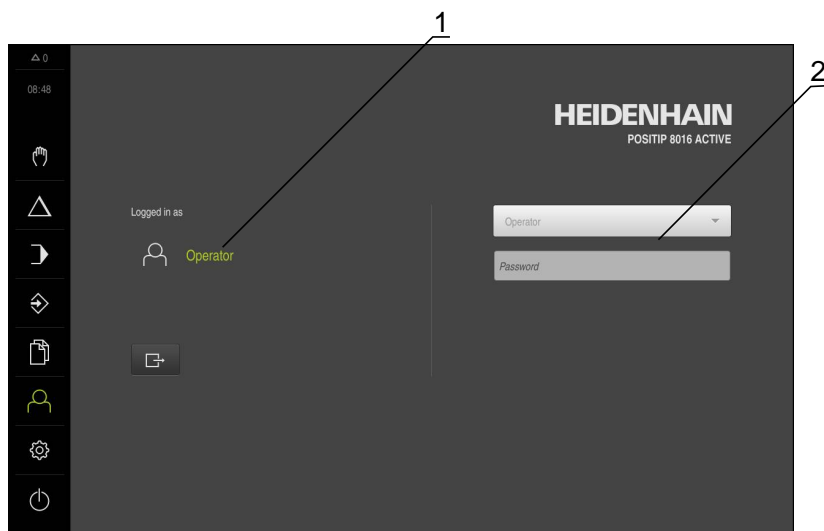 1
2
△ 0
08:48
HEIDENHAIN
POSITIP 8016 ACTIVE
Logged in as
Operator
Operator
Password